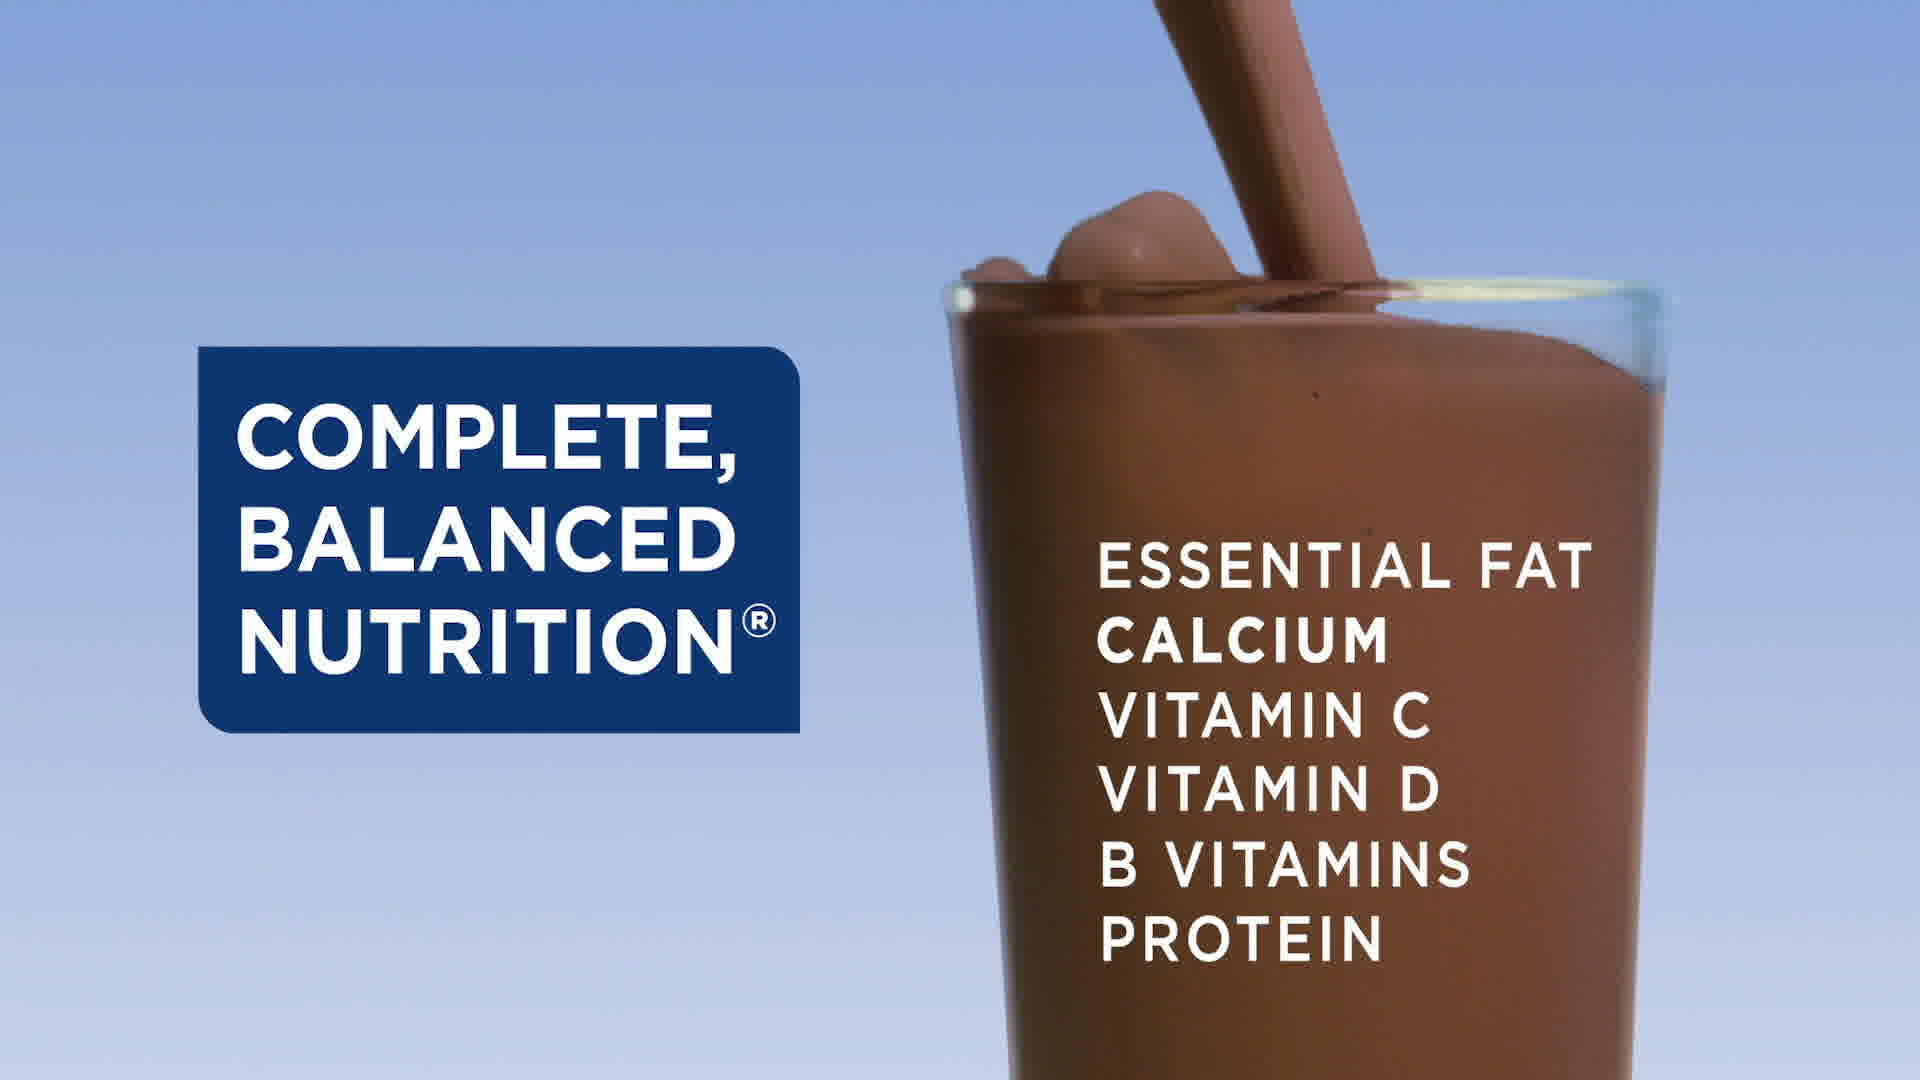 COMPLETE,
BALANCED
NUTRITION®
ESSENTIAL FAT
CALCIUM
VITAMIN C
VITAMIN D
B VITAMINS
PROTEIN